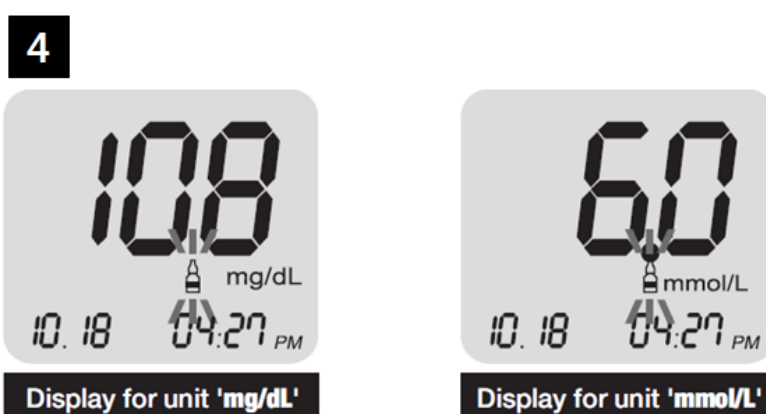 4
108
mg/dL
10.18 04:27 PM
Display for unit 'mg/dL'
6.0
mmol/L
10.18 04:27 PM
Display for unit 'mmol/L'